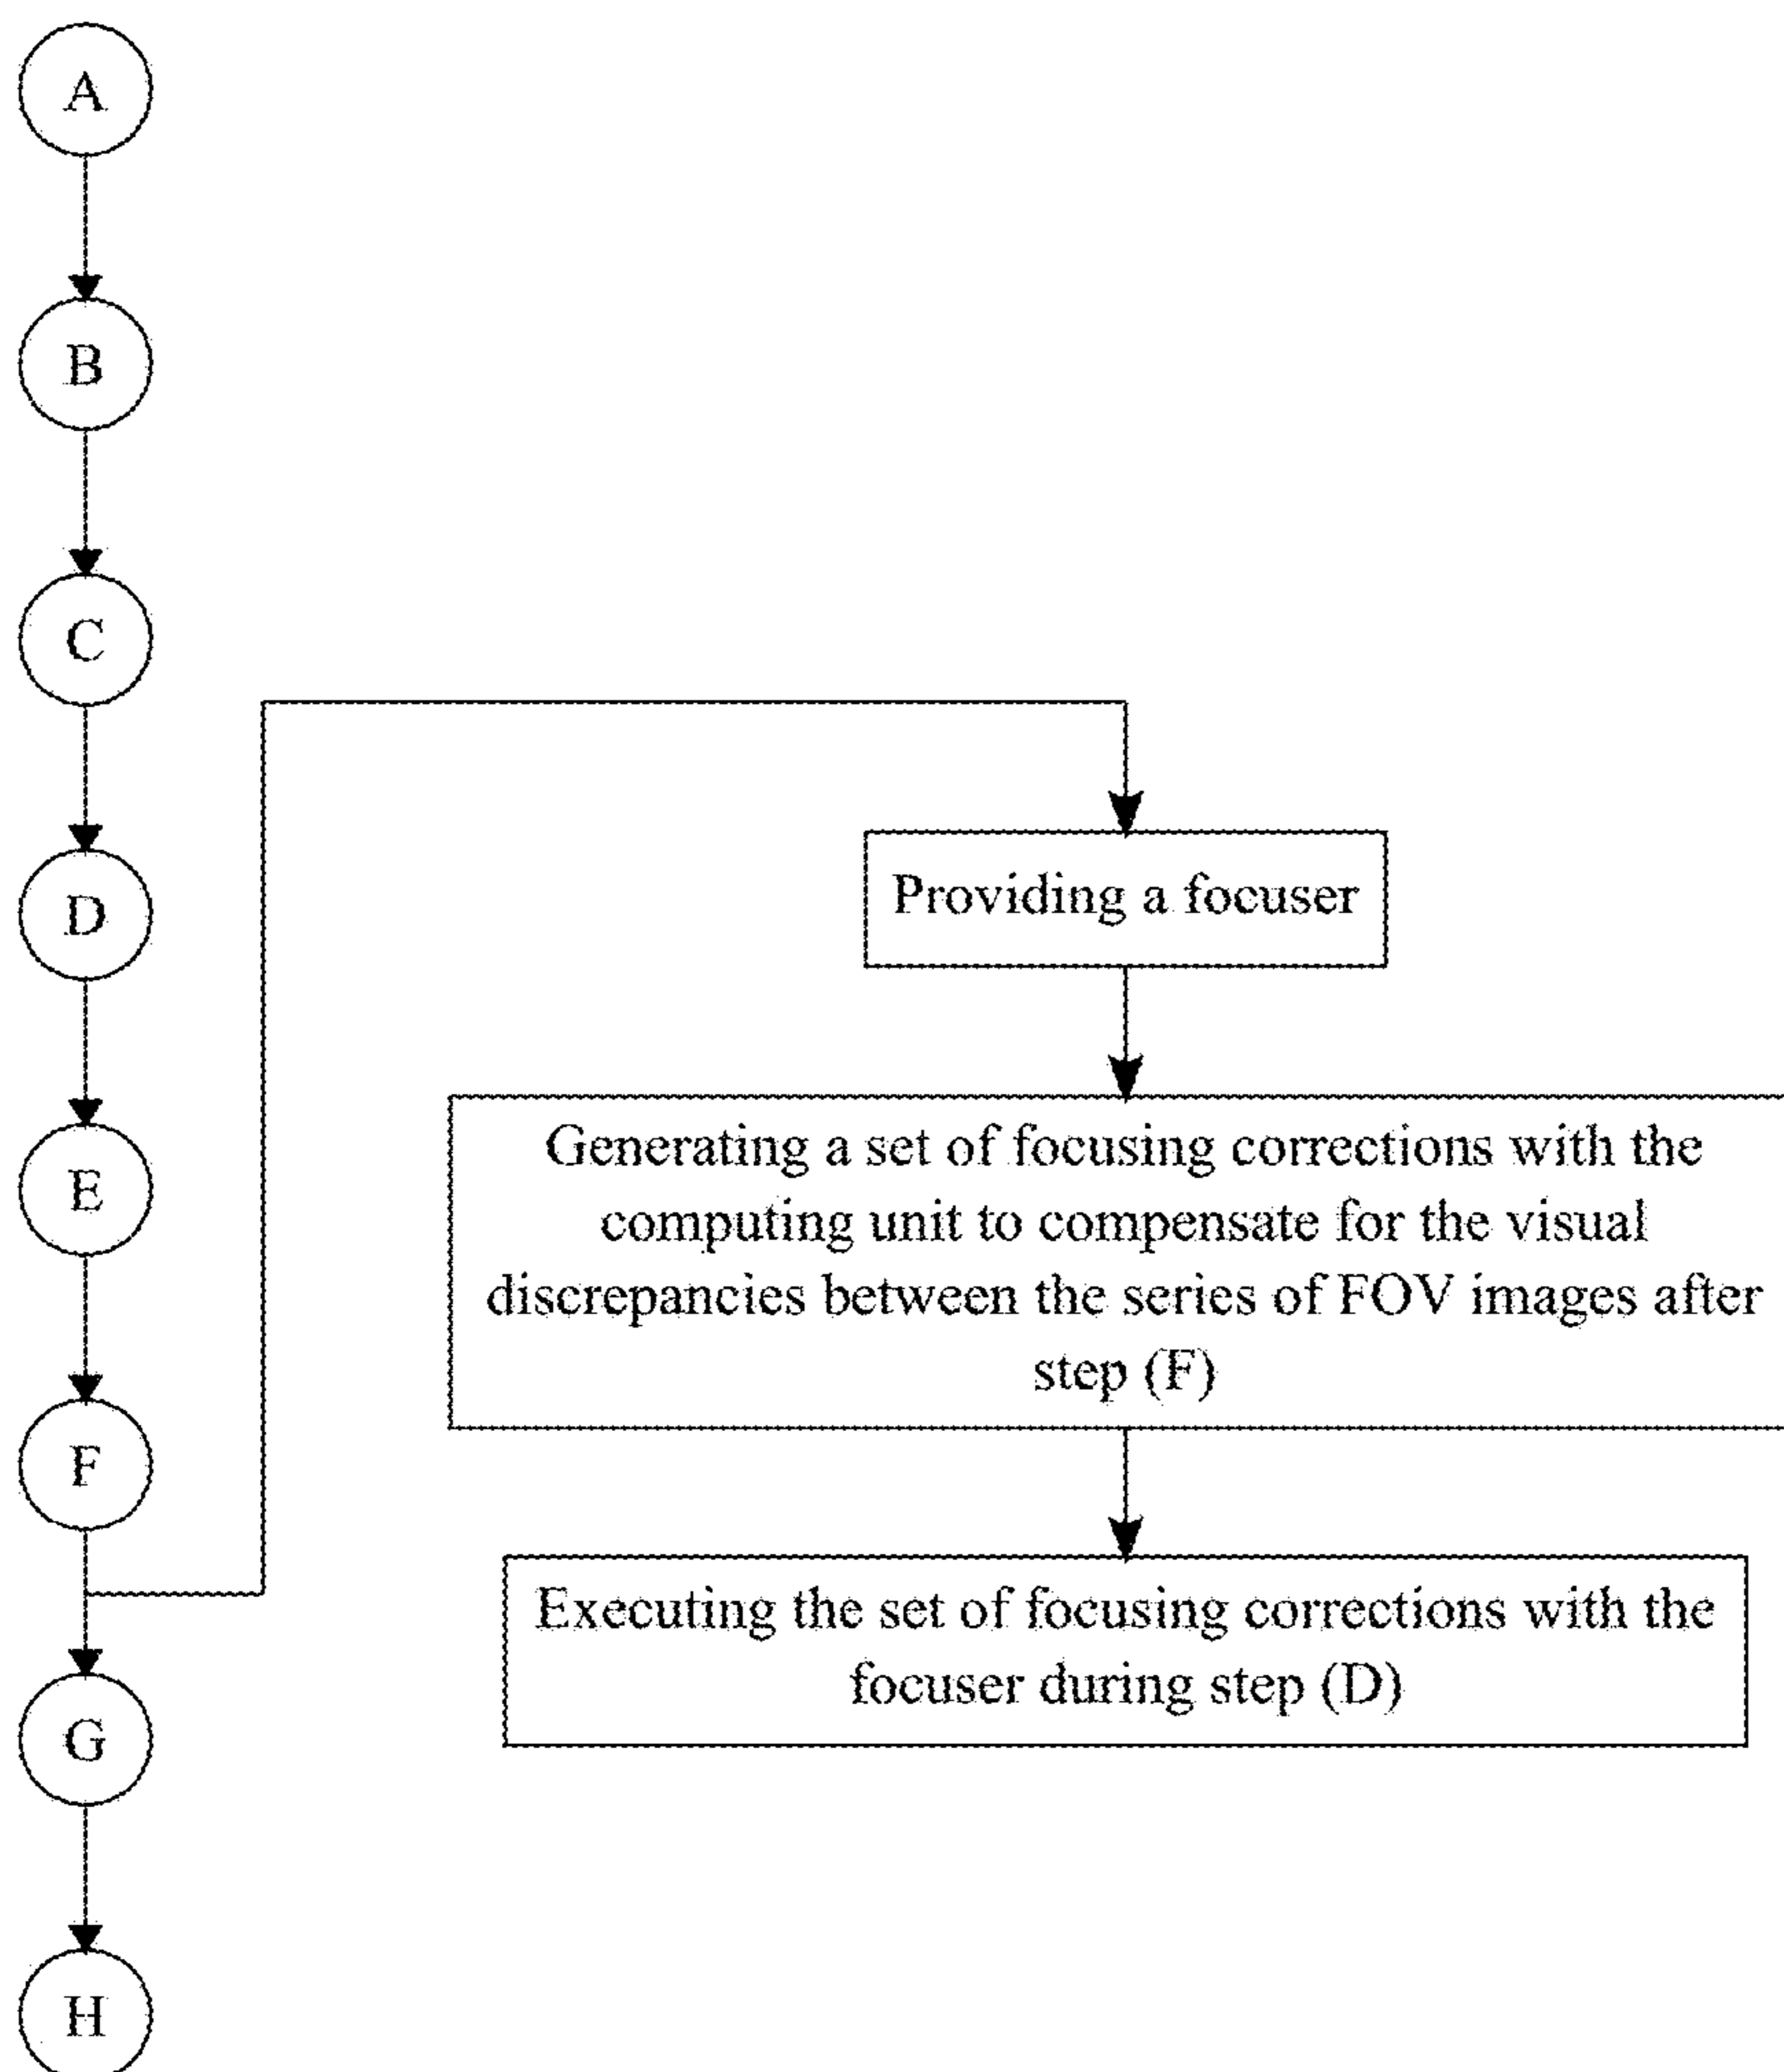 A
B
C
D
E
F
G
H
Providing a focuser
Generating a set of focusing corrections with the
computing unit to compensate for the visual
discrepancies between the series of FOV images after
step (F)
Executing the set of focusing corrections with the
focuser during step (D)